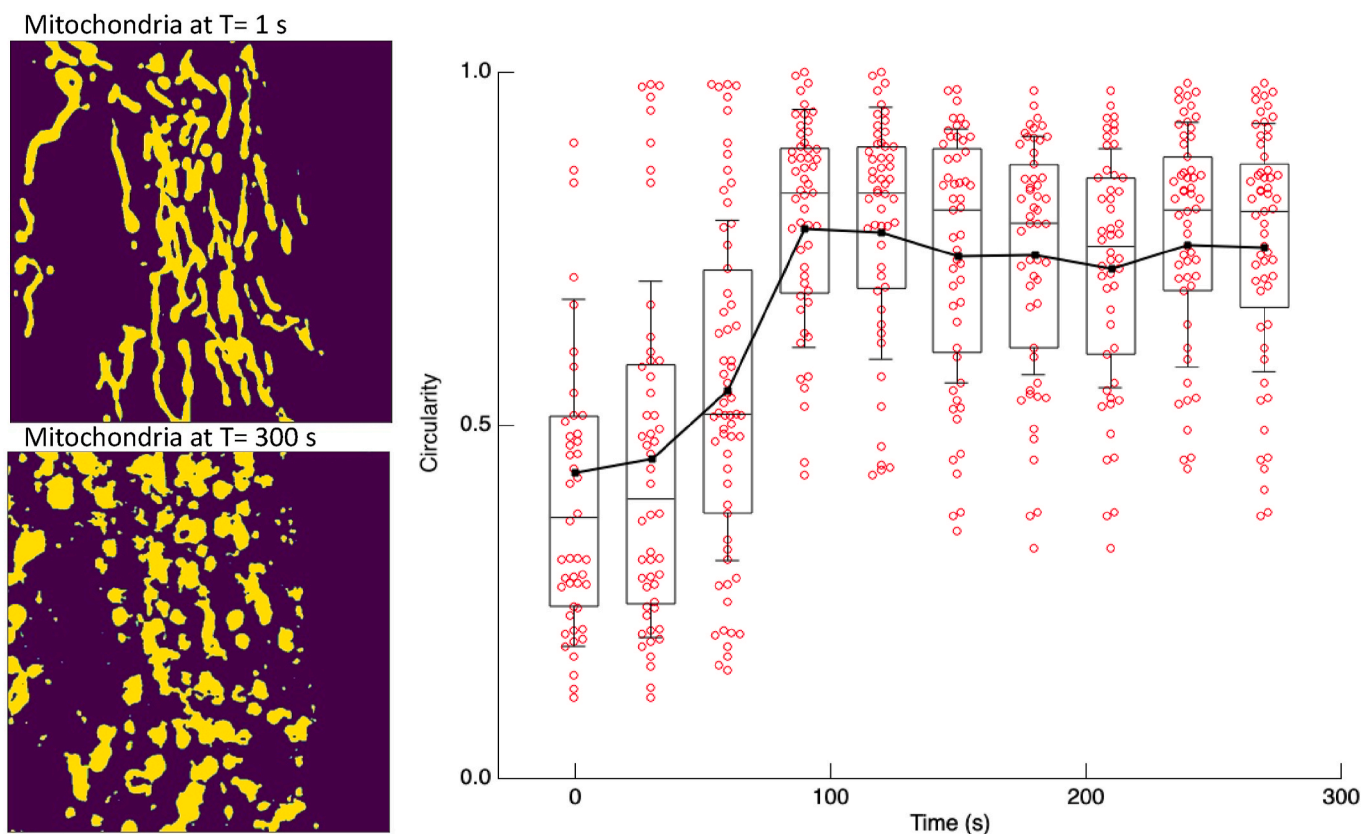 Mitochondria at T= 1 s
Mitochondria at T= 300 s
1.0
0.5
0.0
Circularity
0
100
200
300
Time (s)